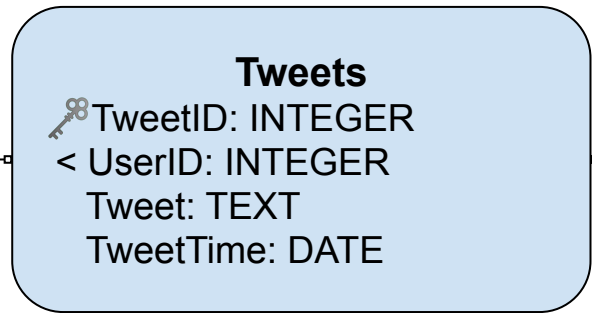 Tweets
TweetID: INTEGER
< UserID: INTEGER
Tweet: TEXT
TweetTime: DATE